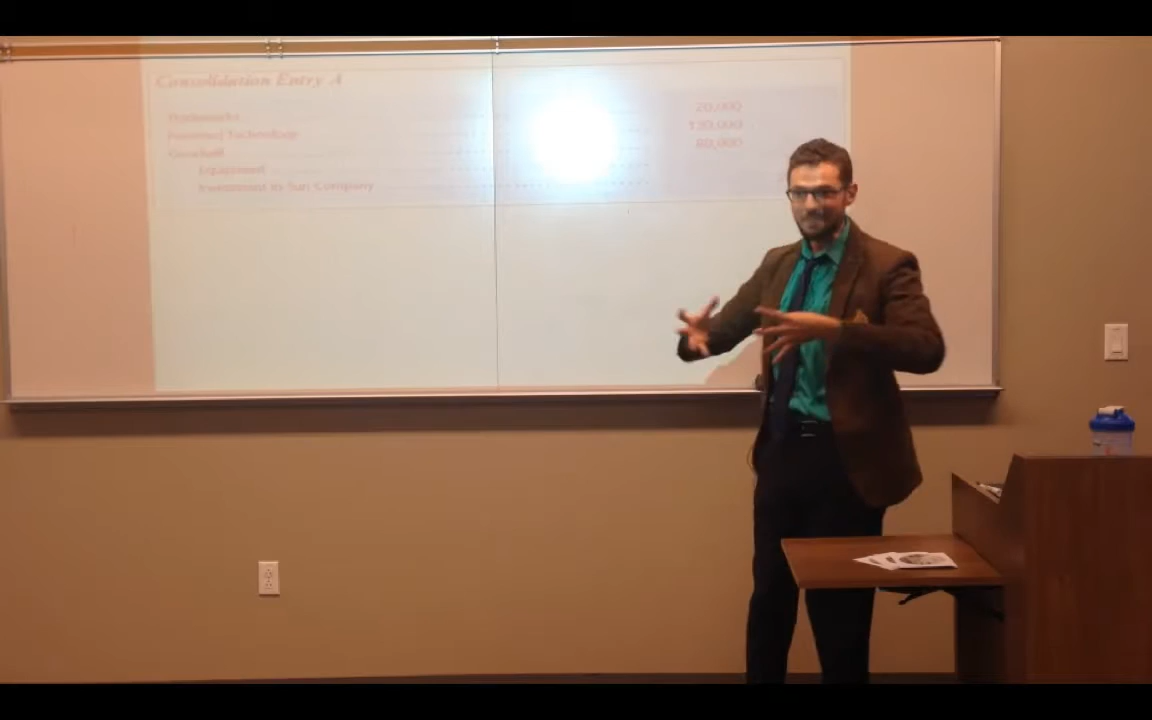 Consolidation Entry A
Trademarks 20,000
Patented Technology 130,000
Goodwill 80,000
Equipment
Investment in Sun Company